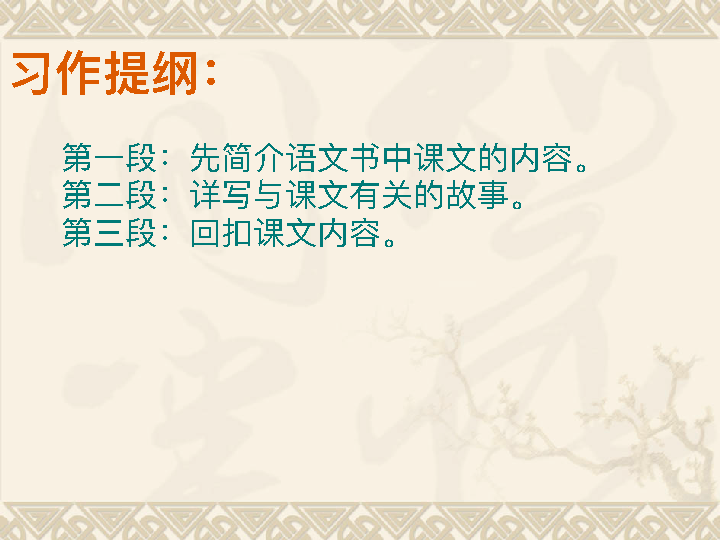 习作提纲：
第一段：先简介语文书中课文的内容。
第二段：详写与课文有关的故事。
第三段：回扣课文内容。